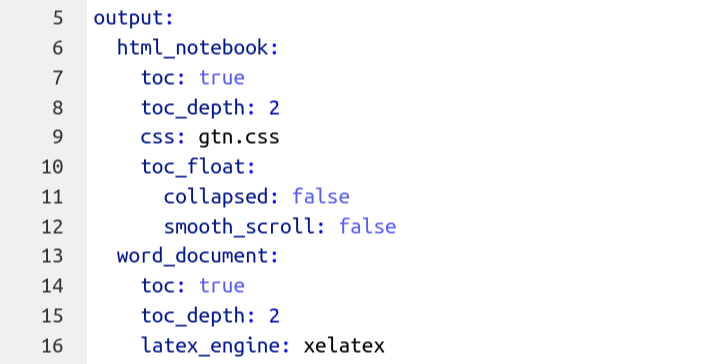 5 output:
6   html_notebook:
7     toc: true
8     toc_depth: 2
9     css: gtn.css
10     toc_float:
11       collapsed: false
12       smooth_scroll: false
13   word_document:
14     toc: true
15     toc_depth: 2
16     latex_engine: xelatex